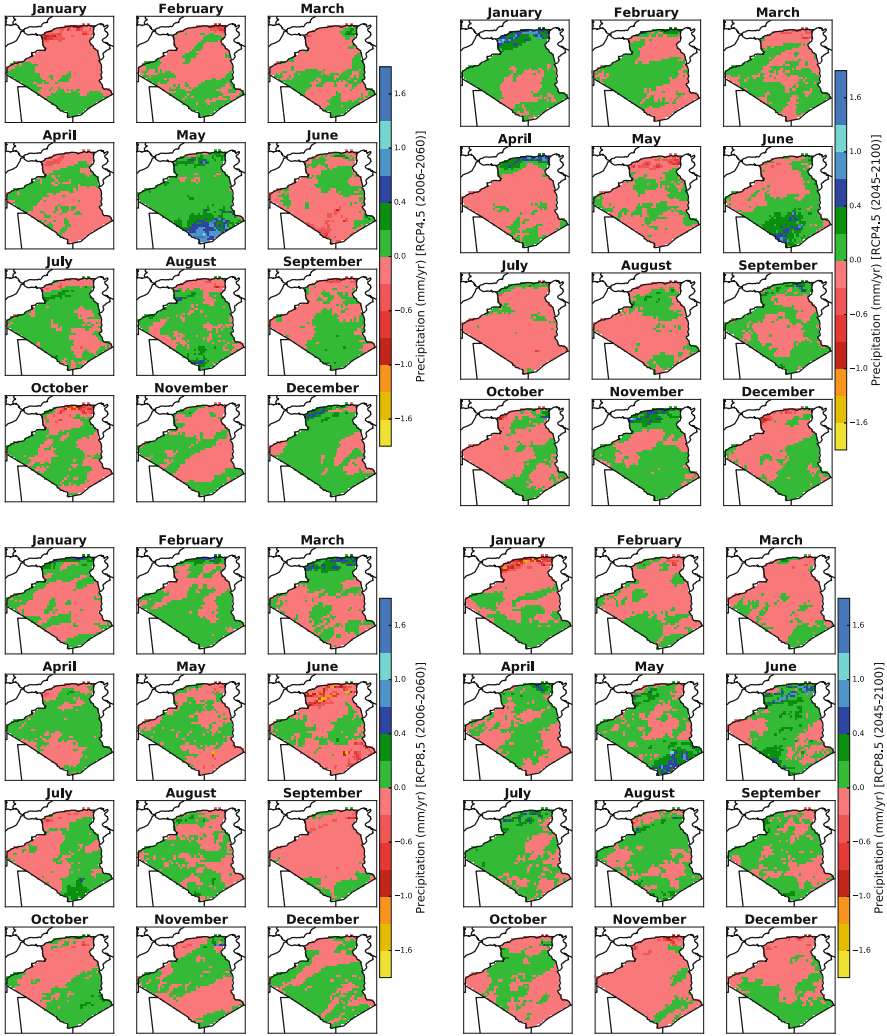 January February March
April May June
July August September
October November December
1.6
1.0
0.4
0.0
−0.6
−1.0
−1.6
Precipitation (mm/yr) [RCP4.5 (2006-2060)]
January February March
April May June
July August September
October November December
1.6
1.0
0.4
0.0
−0.6
−1.0
−1.6
Precipitation (mm/yr) [RCP4.5 (2045-2100)]
January February March
April May June
July August September
October November December
1.6
1.0
0.4
0.0
−0.6
−1.0
−1.6
Precipitation (mm/yr) [RCP8.5 (2006-2060)]
January February March
April May June
July August September
October November December
1.6
1.0
0.4
0.0
−0.6
−1.0
−1.6
Precipitation (mm/yr) [RCP8.5 (2045-2100)]